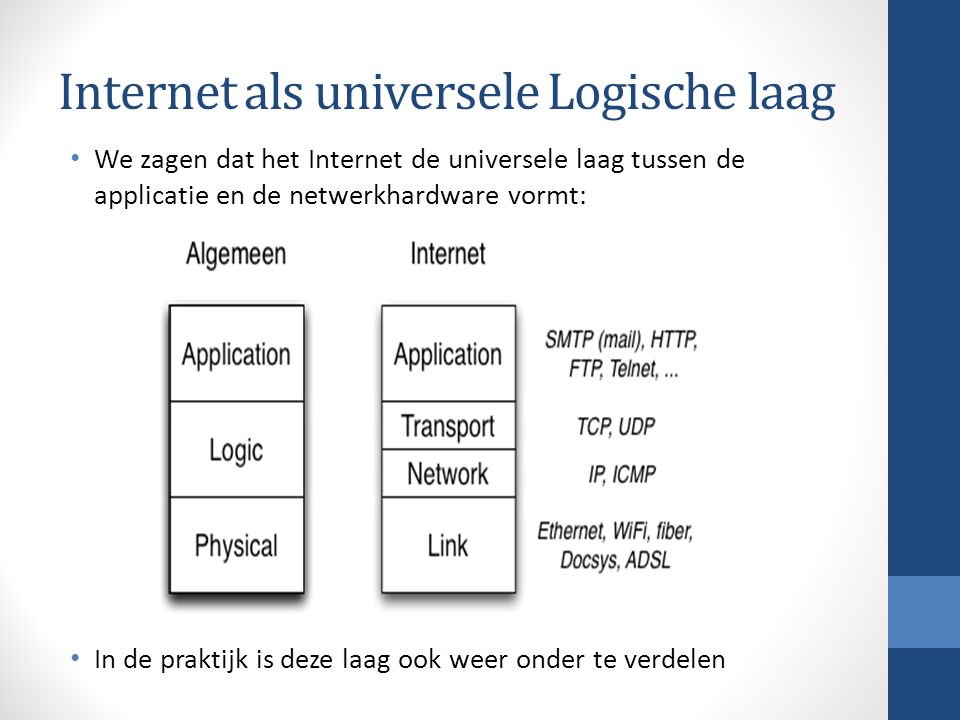 Internet als universele Logische laag
• We zagen dat het Internet de universele laag tussen de
applicatie en de netwerkhardware vormt:
Algemeen Internet
Application Application SMTP (mail), HTTP,
FTP, Telnet, ...
Logic
Transport TCP, UDP
Network IP, ICMP
Physical Link Ethernet, WiFi, fiber,
Docsys, ADSL
• In de praktijk is deze laag ook weer onder te verdelen